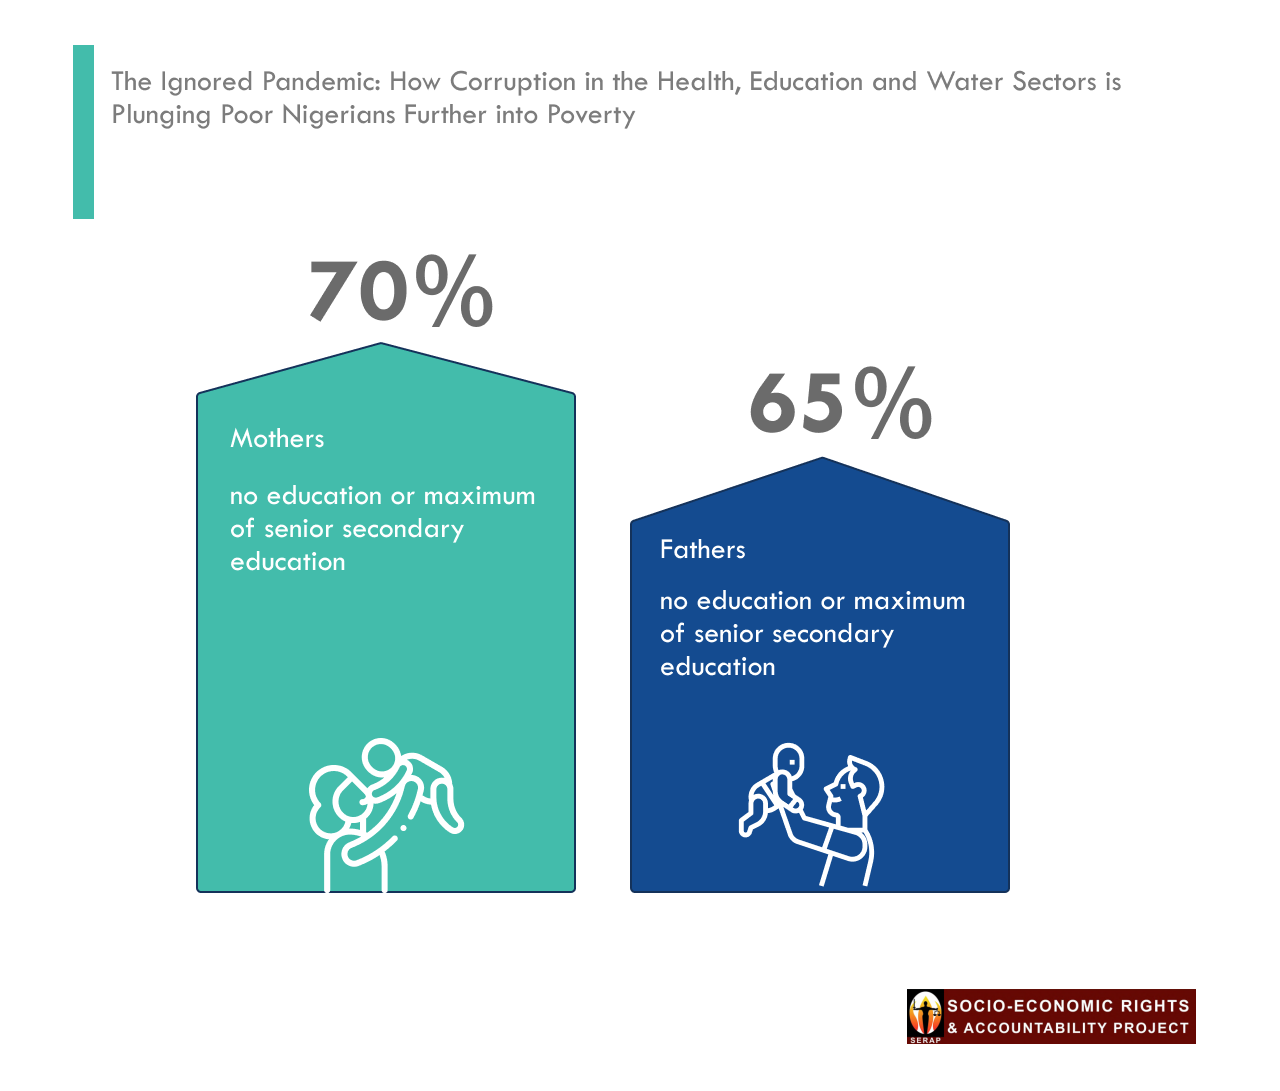 The Ignored Pandemic: How Corruption in the Health, Education and Water Sectors is
Plunging Poor Nigerians Further into Poverty
70%
Mothers
no education or maximum
of senior secondary
education
65%
Fathers
no education or maximum
of senior secondary
education
SERAP
SOCIO-ECONOMIC RIGHTS
& ACCOUNTABILITY PROJECT